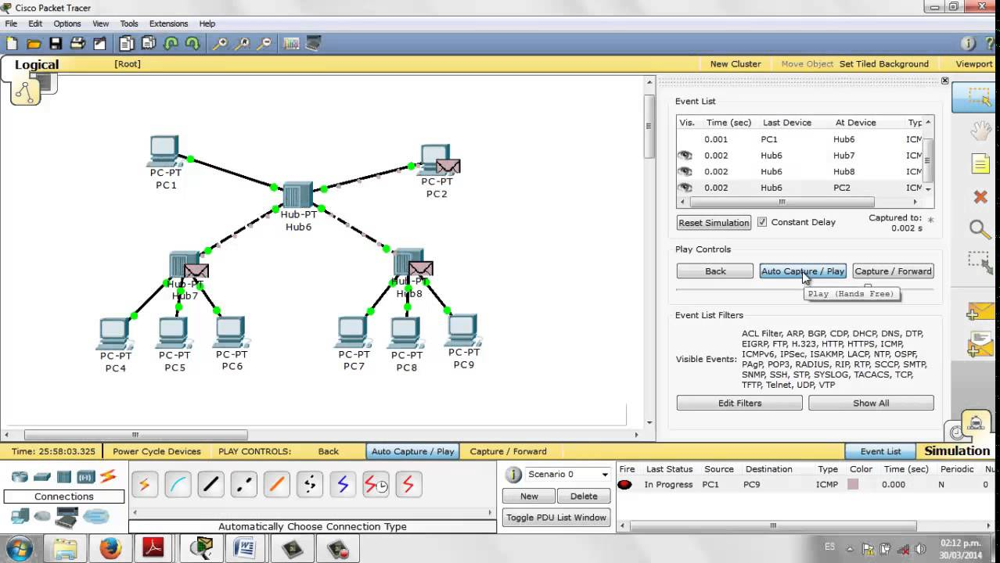 Cisco Packet Tracer
File Edit Options View Tools Extensions Help
Logical [Root] New Cluster Move Object Set Tiled Background Viewport
PC-PT
PC1
PC-PT
PC2
Hub-PT
Hub6
Hub-PT
Hub7
Hub-PT
Hub8
PC-PT
PC4
PC-PT
PC5
PC-PT
PC6
PC-PT
PC7
PC-PT
PC8
PC-PT
PC9
Event List
Vis. Time (sec) Last Device At Device Typ
0.001 PC1 Hub6 ICM
0.002 Hub6 Hub7 ICM
0.002 Hub6 Hub8 ICM
0.002 Hub6 PC2 ICM
Reset Simulation Constant Delay Captured to: *
0.002 s
Play Controls
Back Auto Capture / Play Capture / Forward
Play (Hands Free)
Event List Filters
Visible Events:
ACL Filter, ARP, BGP, CDP, DHCP, DNS, DTP,
EIGRP, FTP, H.323, HTTP, HTTPS, ICMP,
ICMPv6, IPSec, ISAKMP, LACP, NTP, OSPF,
PAgP, POP3, RADIUS, RIP, RTP, SCCP, SMTP,
SNMP, SSH, STP, SYSLOG, TACACS, TCP,
TFTP, Telnet, UDP, VTP
Edit Filters Show All
Time: 25:58:03.325 Power Cycle Devices PLAY CONTROLS: Back Auto Capture / Play Capture / Forward Event List Simulation
Connections
Automatically Choose Connection Type
Scenario 0
New Delete
Toggle PDU List Window
Fire Last Status Source Destination Type Color Time (sec) Periodic Nu
In Progress PC1 PC9 ICMP 0.000 N 0
ES 02:12 p.m.
30/03/2014